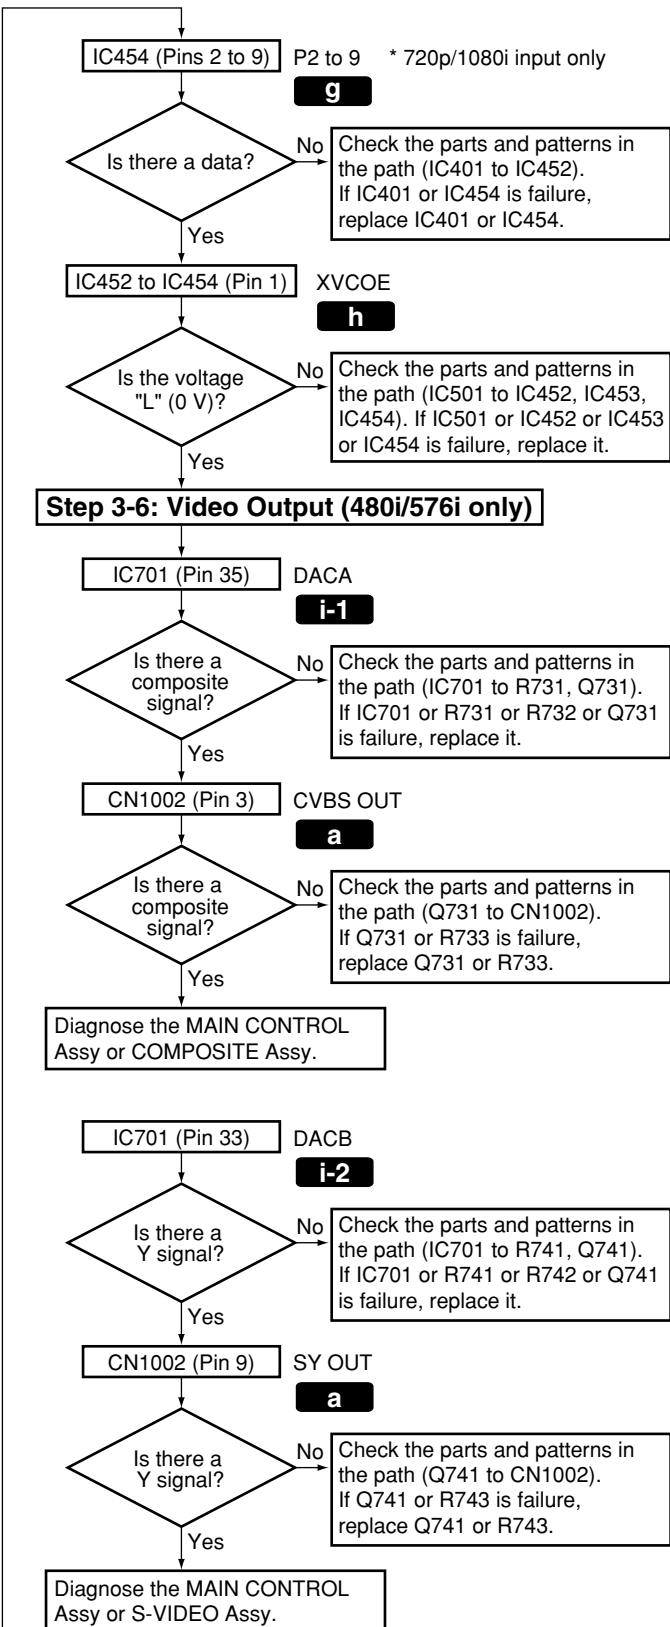 IC454 (Pins 2 to 9) P2 to 9 * 720p/1080i input only
g
Is there a data?
No
Check the parts and patterns in
the path (IC401 to IC452).
If IC401 or IC454 is failure,
replace IC401 or IC454.
Yes
IC452 to IC454 (Pin 1) XVCOE
h
Is the voltage
"L" (0 V)?
No
Check the parts and patterns in
the path (IC501 to IC452, IC453,
IC454). If IC501 or IC452 or IC453
or IC454 is failure, replace it.
Yes
Step 3-6: Video Output (480i/576i only)
IC701 (Pin 35) DACA
i-1
Is there a
composite
signal?
No
Check the parts and patterns in
the path (IC701 to R731, Q731).
If IC701 or R731 or R732 or Q731
is failure, replace it.
Yes
CN1002 (Pin 3) CVBS OUT
a
Is there a
composite
signal?
No
Check the parts and patterns in
the path (Q731 to CN1002).
If Q731 or R733 is failure,
replace Q731 or R733.
Yes
Diagnose the MAIN CONTROL
Assy or COMPOSITE Assy.
IC701 (Pin 33) DACB
i-2
Is there a
Y signal?
No
Check the parts and patterns in
the path (IC701 to R741, Q741).
If IC701 or R741 or R742 or Q741
is failure, replace it.
Yes
CN1002 (Pin 9) SY OUT
a
Is there a
Y signal?
No
Check the parts and patterns in
the path (Q741 to CN1002).
If Q741 or R743 is failure,
replace Q741 or R743.
Yes
Diagnose the MAIN CONTROL
Assy or S-VIDEO Assy.